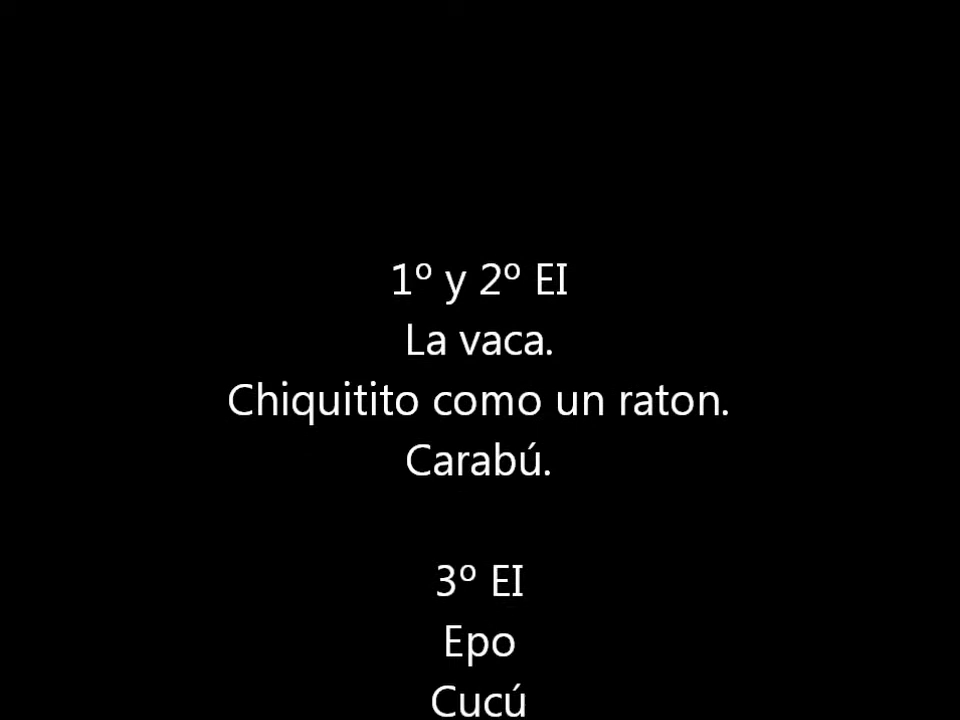 1º y 2º EI
La vaca.
Chiquitito como un raton.
Carabú.
3º EI
Epo
Cucú